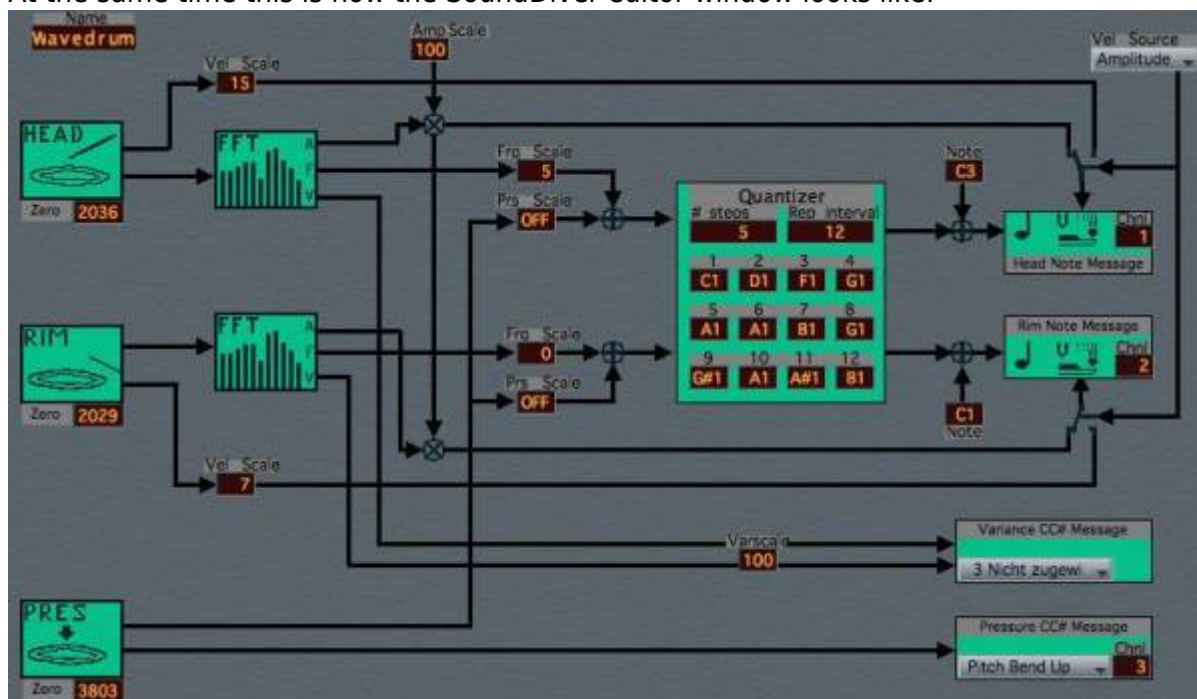 At the same time this is how the SoundDiver editor window looks like:
Name
Wavedrum
Amp Scale
100
Vel Source
Amplitude
Vel Scale
15
HEAD
FFT
A
F
V
Zero 2036
Frq Scale
5
Prs Scale
OFF
Quantizer
# steps Rep interval
5 12
1 2 3 4
C1 D1 F1 G1
5 6 7 8
A1 A1 B1 G1
9 10 11 12
G#1 A1 A#1 B1
Note
C3
Chnl
1
Head Note Message
RIM
FFT
A
F
V
Zero 2029
Frq Scale
0
Prs Scale
OFF
C1
Note
Rim Note Message
Chnl
2
Vel Scale
7
Varscale
100
Variance CC# Message
3 Nicht zugewi
PRES
Zero 3803
Pressure CC# Message
Chnl
Pitch Bend Up 3